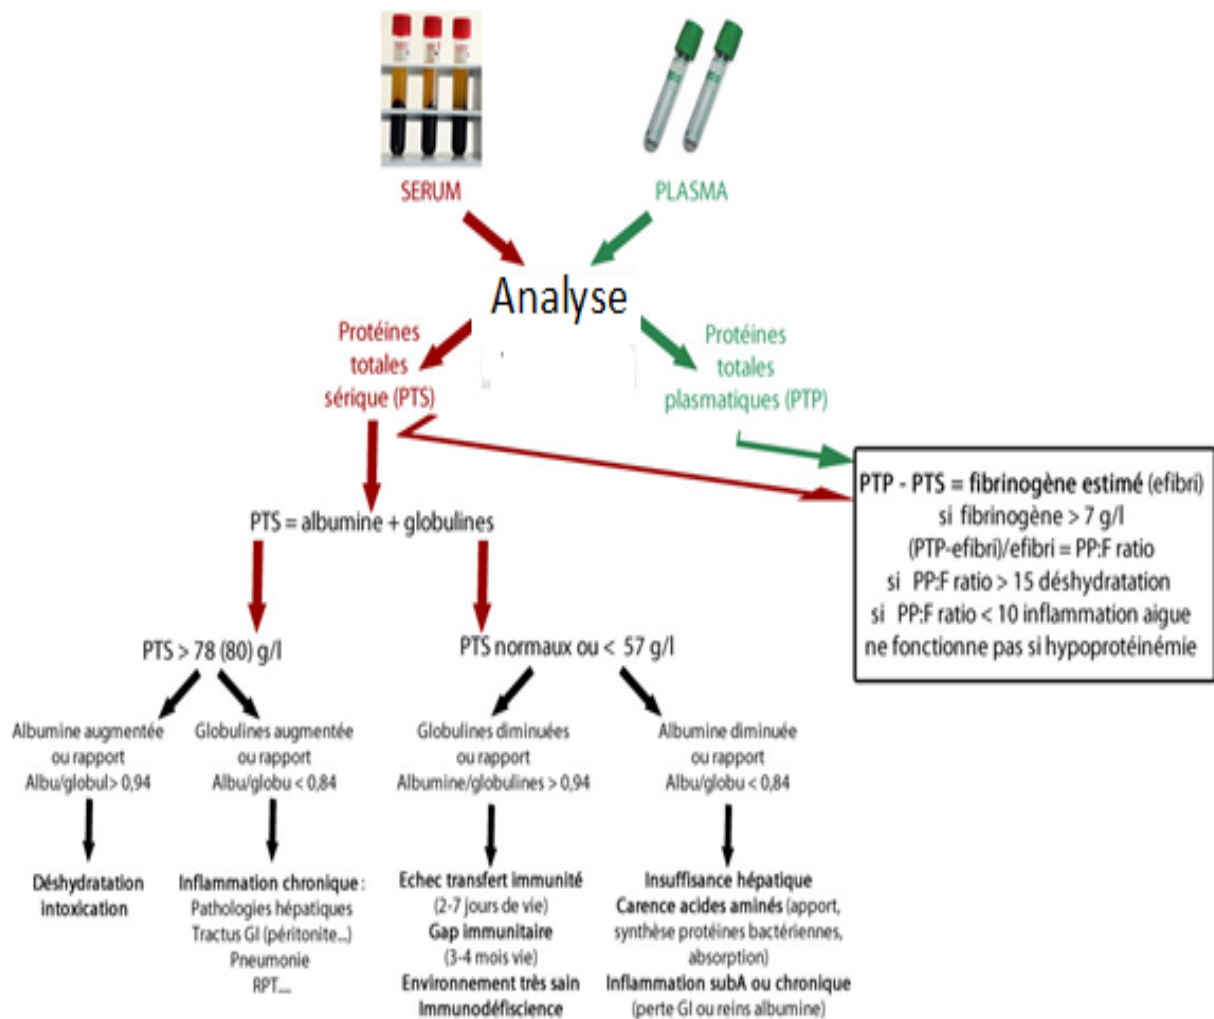 SERUM
PLASMA
Analyse
Protéines
totales
sérique (PTS)
Protéines
totales
plasmatiques (PTP)
PTP - PTS = fibrinogène estimé (efibri)
si fibrinogène > 7 g/l
(PTP-efibri)/efibri = PP:F ratio
si PP:F ratio > 15 déshydratation
si PP:F ratio < 10 inflammation aigue
ne fonctionne pas si hypoprotéinémie
PTS = albumine + globulines
PTS > 78 (80) g/l
PTS normaux ou < 57 g/l
Albumine augmentée
ou rapport
Albu/globul> 0,94
Globulines augmentée
ou rapport
Albu/globu < 0,84
Globulines diminuées
ou rapport
Albumine/globulines > 0,94
Albumine diminuée
ou rapport
Albu/globu < 0,84
Déshydratation
intoxication
Inflammation chronique :
Pathologies hépatiques
Tractus GI (péritonite...)
Pneumonie
RPT....
Echec transfert immunité
(2-7 jours de vie)
Gap immunitaire
(3-4 mois vie)
Environnement très sain
Immunodéfiscience
Insuffisance hépatique
Carence acides aminés (apport,
synthèse protéines bactériennes,
absorption)
Inflammation subA ou chronique
(perte GI ou reins albumine)